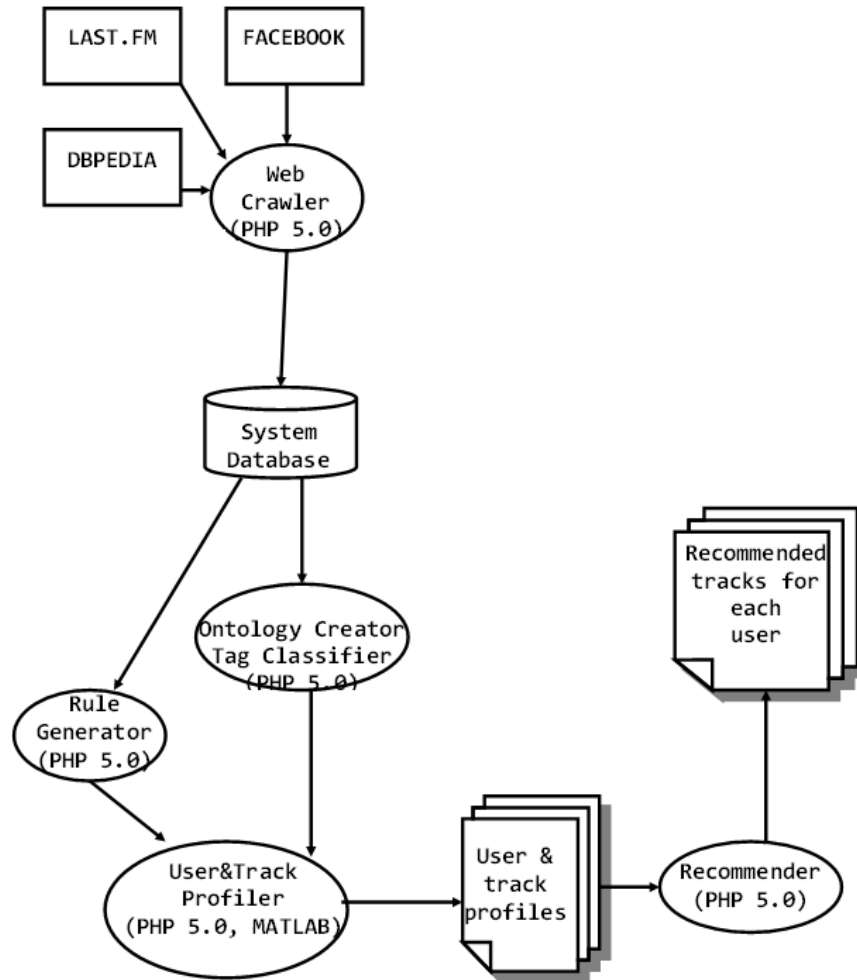 LAST.FM
FACEBOOK
DBPEDIA
Web
Crawler
(PHP 5.0)
System
Database
Ontology Creator
Tag Classifier
(PHP 5.0)
Rule
Generator
(PHP 5.0)
User&Track
Profiler
(PHP 5.0, MATLAB)
User &
track
profiles
Recommender
(PHP 5.0)
Recommended
tracks for
each
user